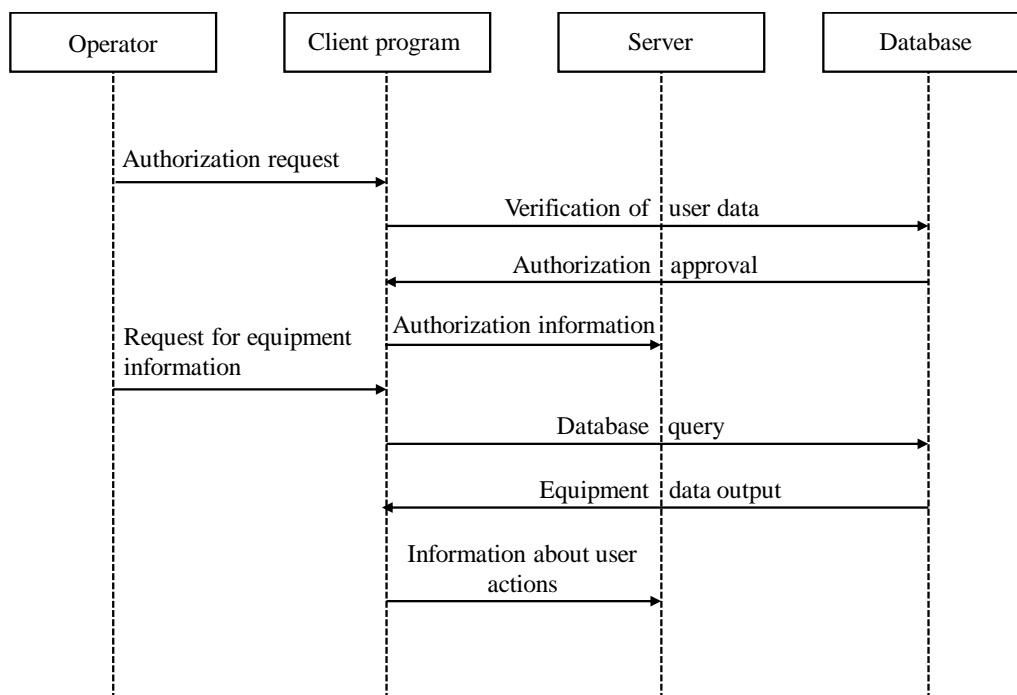 Operator
Client program
Server
Database
Authorization request
Verification of user data
Authorization approval
Authorization information
Request for equipment
information
Database query
Equipment data output
Information about user
actions